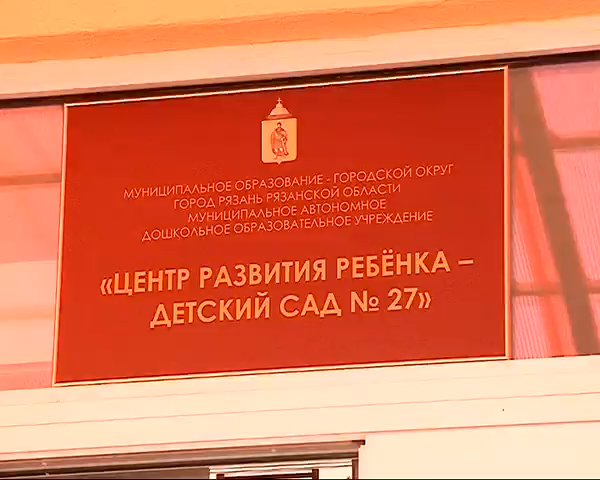 МУНИЦИПАЛЬНОЕ ОБРАЗОВАНИЕ - ГОРОДСКОЙ ОКРУГ
ГОРОД РЯЗАНЬ РЯЗАНСКОЙ ОБЛАСТИ
МУНИЦИПАЛЬНОЕ АВТОНОМНОЕ
ДОШКОЛЬНОЕ ОБРАЗОВАТЕЛЬНОЕ УЧРЕЖДЕНИЕ
«ЦЕНТР РАЗВИТИЯ РЕБЁНКА –
ДЕТСКИЙ САД № 27»